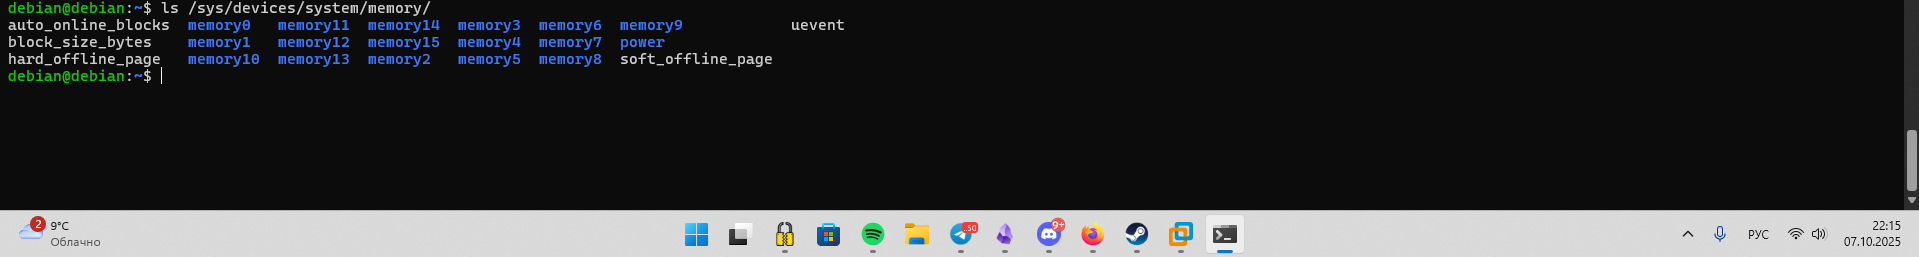 debian@debian:~$ ls /sys/devices/system/memory/
auto_online_blocks memory0 memory11 memory14 memory3 memory6 memory9 uevent
block_size_bytes memory1 memory12 memory15 memory4 memory7 power
hard_offline_page memory10 memory13 memory2 memory5 memory8 soft_offline_page
debian@debian:~$
2
9°C
Облачно
50
9+
РУС
22:15
07.10.2025